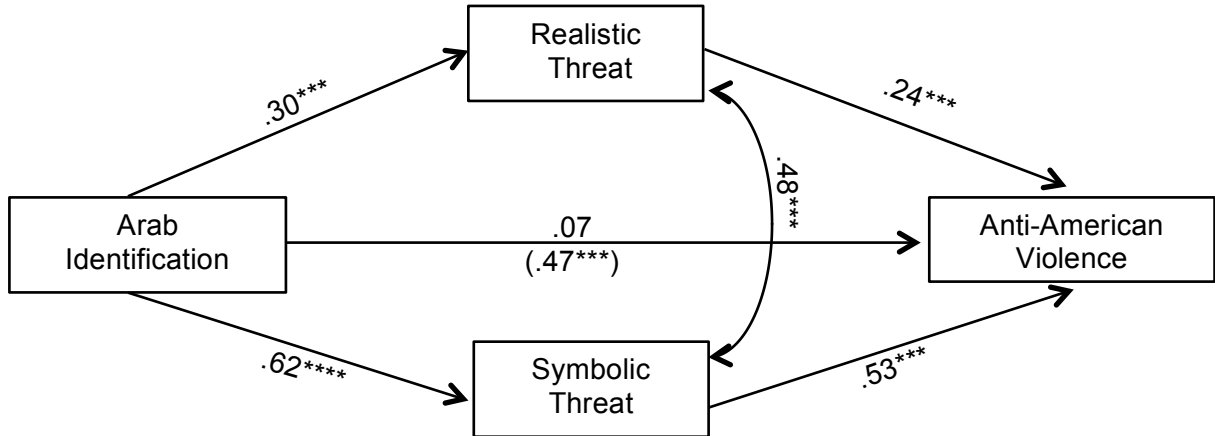 Realistic
Threat
.30***
.24***
.48***
Arab
Identification
.07
(.47***)
Anti-American
Violence
.62****
Symbolic
Threat
.53***